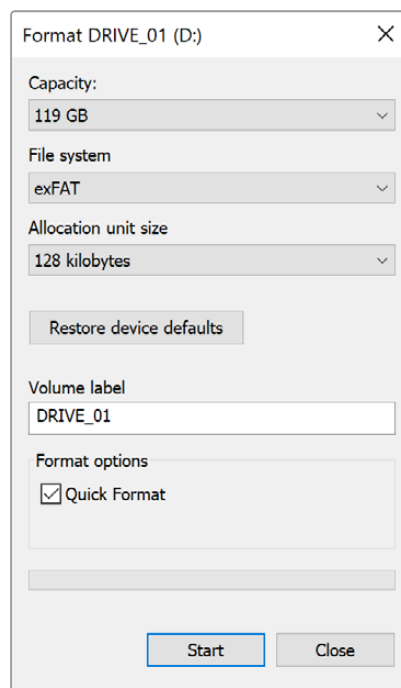 Format DRIVE_01 (D:)
Capacity:
119 GB
File system
exFAT
Allocation unit size
128 kilobytes
Restore device defaults
Volume label
DRIVE_01
Format options
Quick Format
Start Close